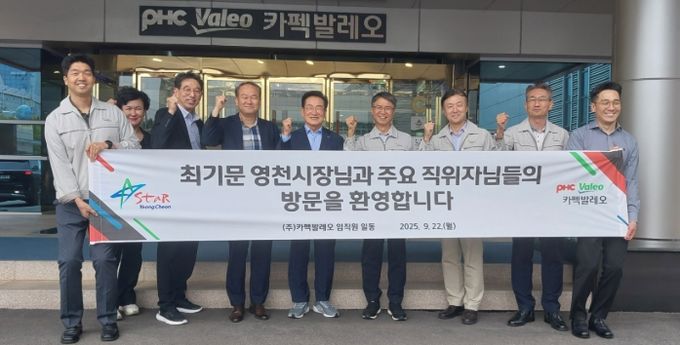 PHC Valeo 카펙발레오
최기문 영천시장님과 주요 직위자님들의
방문을 환영합니다
STAR
YeongCheon
PHC Valeo
카펙발레오
(주)카펙발레오 임직원 일동 2025. 9. 22.(월)